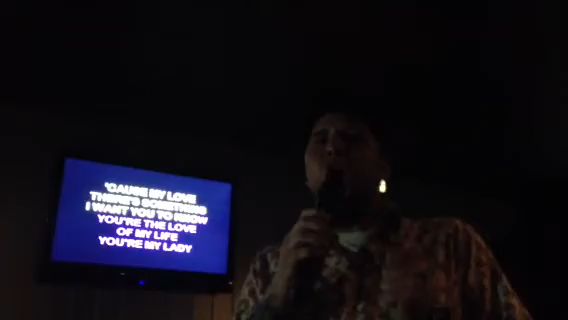 'CAUSE MY LOVE
THERE'S SOMETHING
I WANT YOU TO KNOW
YOU'RE THE LOVE
OF MY LIFE
YOU'RE MY LADY